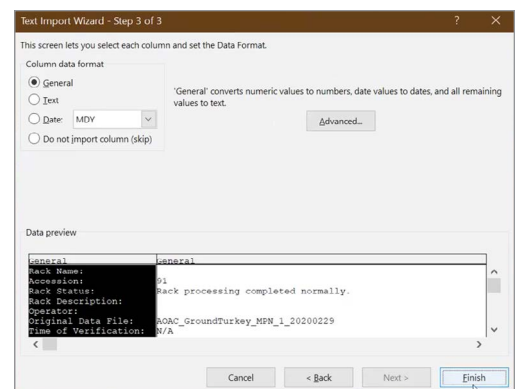 Text Import Wizard - Step 3 of 3 ? ×
This screen lets you select each column and set the Data Format.
Column data format
General
Text
Date: MDY
Do not import column (skip)
'General' converts numeric values to numbers, date values to dates, and all remaining
values to text.
Advanced...
Data preview
General General
Rack Name:
Accession: 91
Rack Status: Rack processing completed normally.
Rack Description:
Operator:
Original Data File: AOAC_GroundTurkey_MPN_1_20200229
Time of Verification: N/A
Cancel < Back Next > Finish